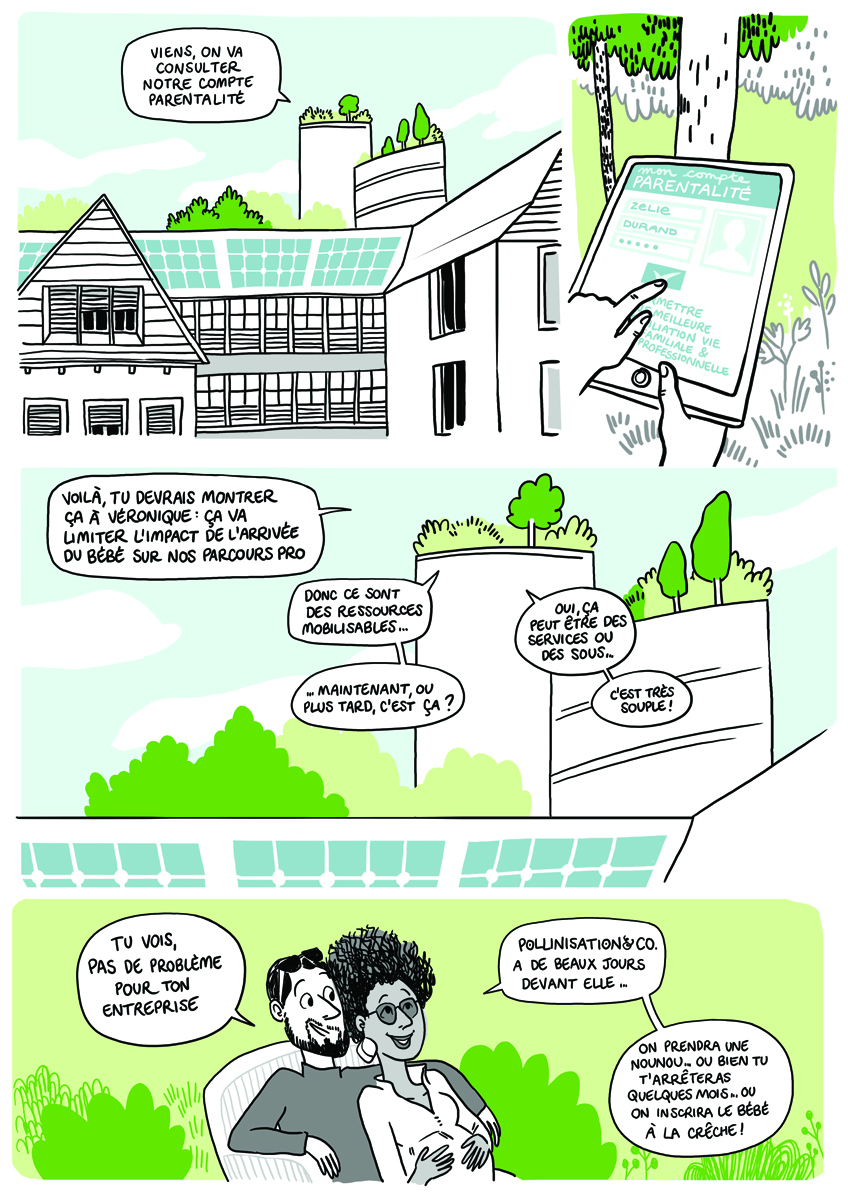 VIENS, ON VA
CONSULTER
NOTRE COMPTE
PARENTALITÉ
mon compte
PARENTALITÉ
ZELIE
DURAND
METTRE
MEILLEURE
ILIATION VIE
FAMILIALE &
PROFESSIONNELLE
VOILÀ, TU DEVRAIS MONTRER
ÇA À VÉRONIQUE : ÇA VA
LIMITER L'IMPACT DE L'ARRIVÉE
DU BÉBÉ SUR NOS PARCOURS PRO
DONC CE SONT
DES RESSOURCES
MOBILISABLES...
... MAINTENANT, OU
PLUS TARD, C'EST ÇA ?
OUI, ÇA
PEUT ÊTRE DES
SERVICES OU
DES SOUS...
C'EST TRÈS
SOUPLE !
TU VOIS,
PAS DE PROBLÈME
POUR TON
ENTREPRISE
POLLINISATION&CO.
A DE BEAUX JOURS
DEVANT ELLE ...
ON PRENDRA UNE
NOUNOU... OU BIEN TU
T'ARRÊTERAS
QUELQUES MOIS... OU
ON INSCRIRA LE BÉBÉ
À LA CRÊCHE !